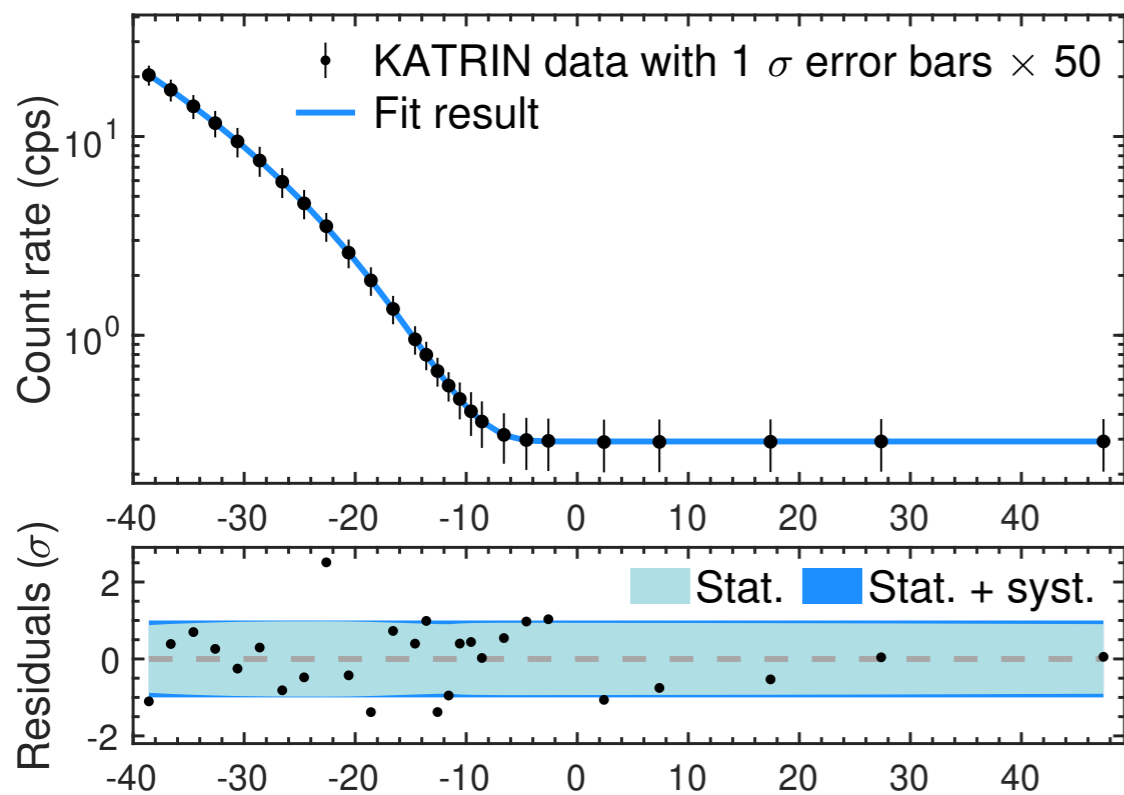 KATRIN data with 1 σ error bars × 50
Fit result
Count rate (cps)
10^1
10^0
-40 -30 -20 -10 0 10 20 30 40
Stat. Stat. + syst.
Residuals (σ)
2
0
-2
-40 -30 -20 -10 0 10 20 30 40